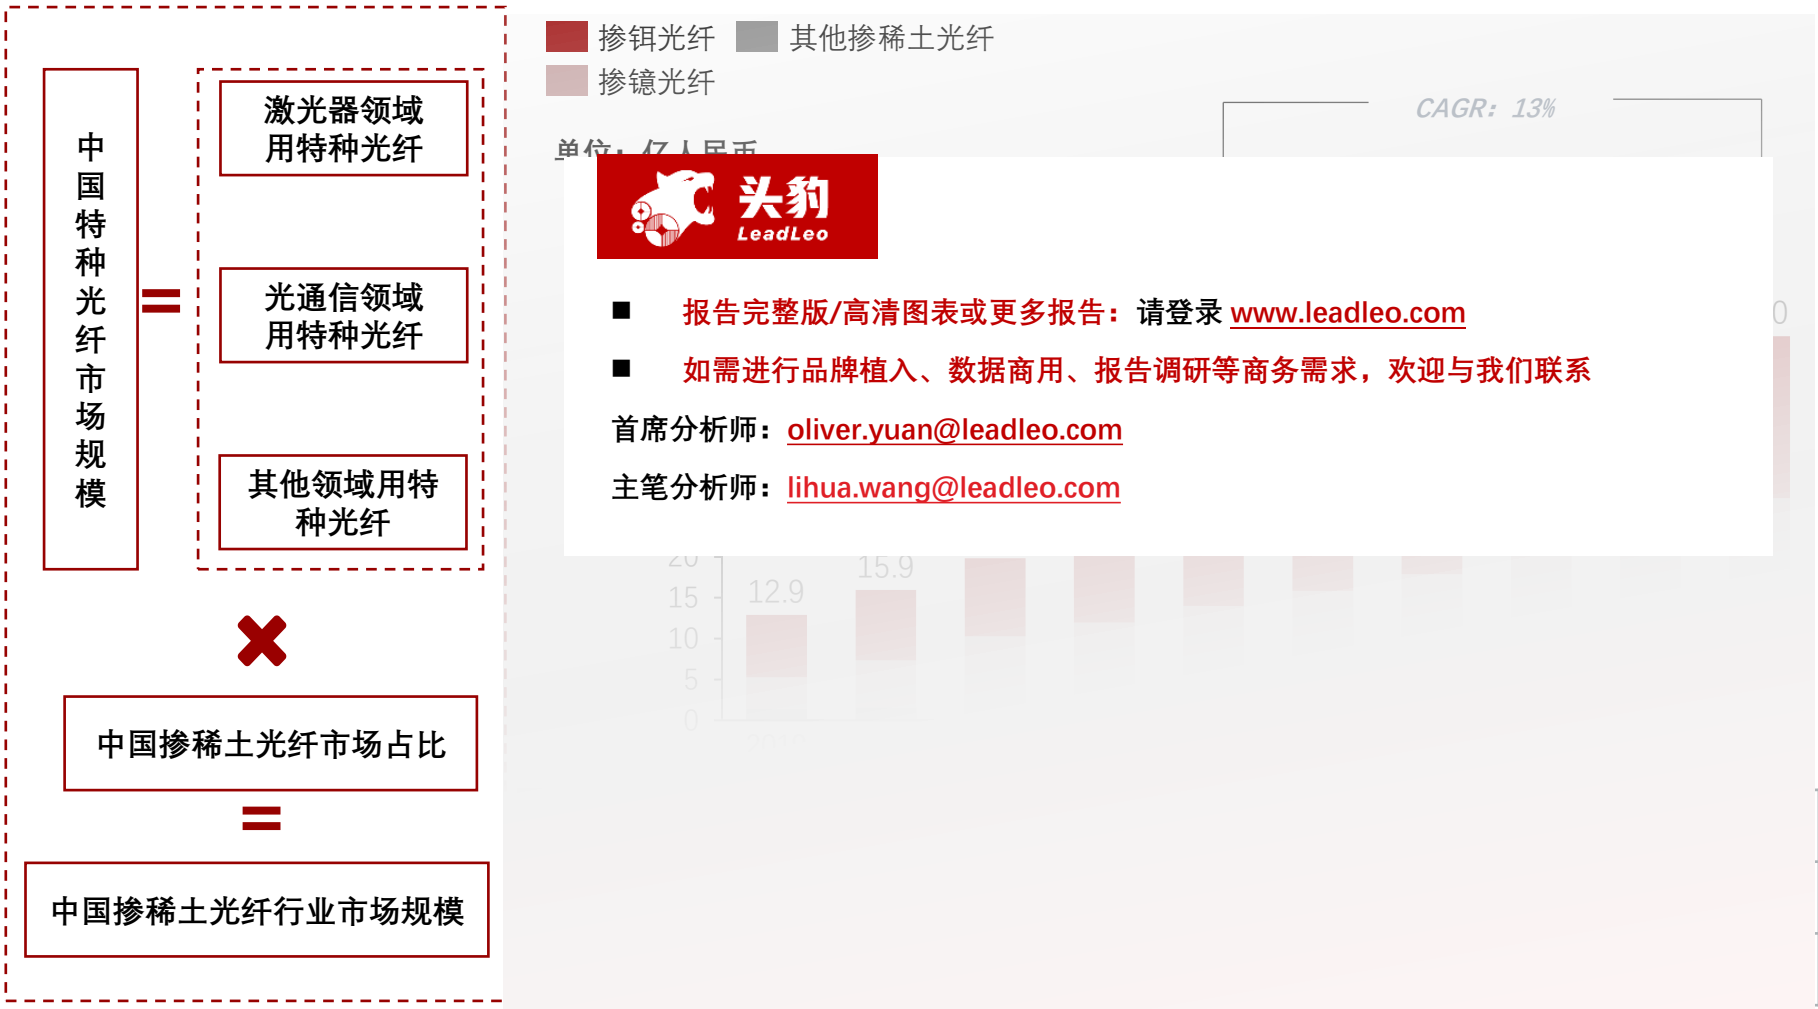 中
国
特
种
光
纤
市
场
规
模
激光器领域
用特种光纤
光通信领域
用特种光纤
其他领域用特
种光纤
中国掺稀土光纤市场占比
中国掺稀土光纤行业市场规模
掺铒光纤 其他掺稀土光纤
掺镱光纤
CAGR：13%
单位：亿人民币
头豹
LeadLeo
■ 报告完整版/高清图表或更多报告：请登录 www.leadleo.com
■ 如需进行品牌植入、数据商用、报告调研等商务需求，欢迎与我们联系
首席分析师：oliver.yuan@leadleo.com
主笔分析师：lihua.wang@leadleo.com
20
15
10
5
0
12.9
15.9